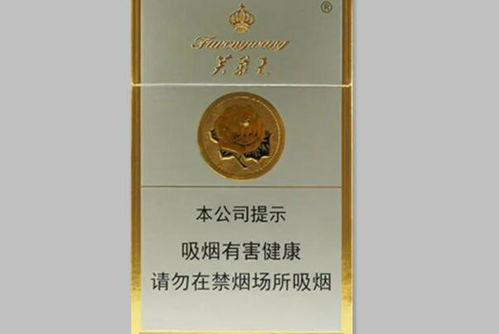 ®
Furongwang
芙蓉王
本公司提示
吸烟有害健康
请勿在禁烟场所吸烟